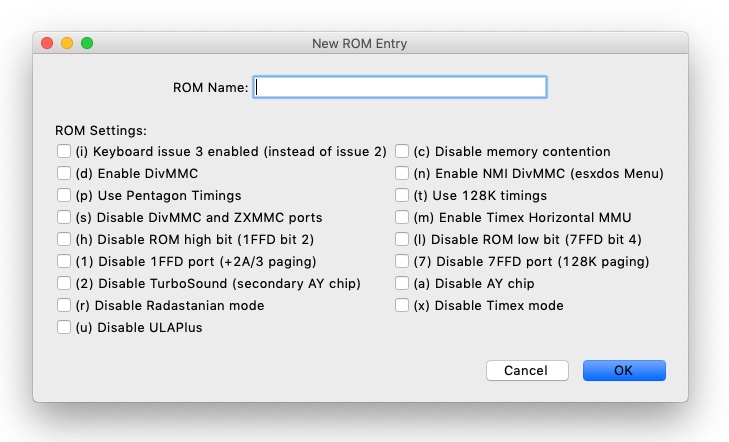 New ROM Entry
ROM Name:
ROM Settings:
(i) Keyboard issue 3 enabled (instead of issue 2) (c) Disable memory contention
(d) Enable DivMMC (n) Enable NMI DivMMC (esxdos Menu)
(p) Use Pentagon Timings (t) Use 128K timings
(s) Disable DivMMC and ZXMMC ports (m) Enable Timex Horizontal MMU
(h) Disable ROM high bit (1FFD bit 2) (l) Disable ROM low bit (7FFD bit 4)
(1) Disable 1FFD port (+2A/3 paging) (7) Disable 7FFD port (128K paging)
(2) Disable TurboSound (secondary AY chip) (a) Disable AY chip
(r) Disable Radastanian mode (x) Disable Timex mode
(u) Disable ULAPlus
Cancel OK